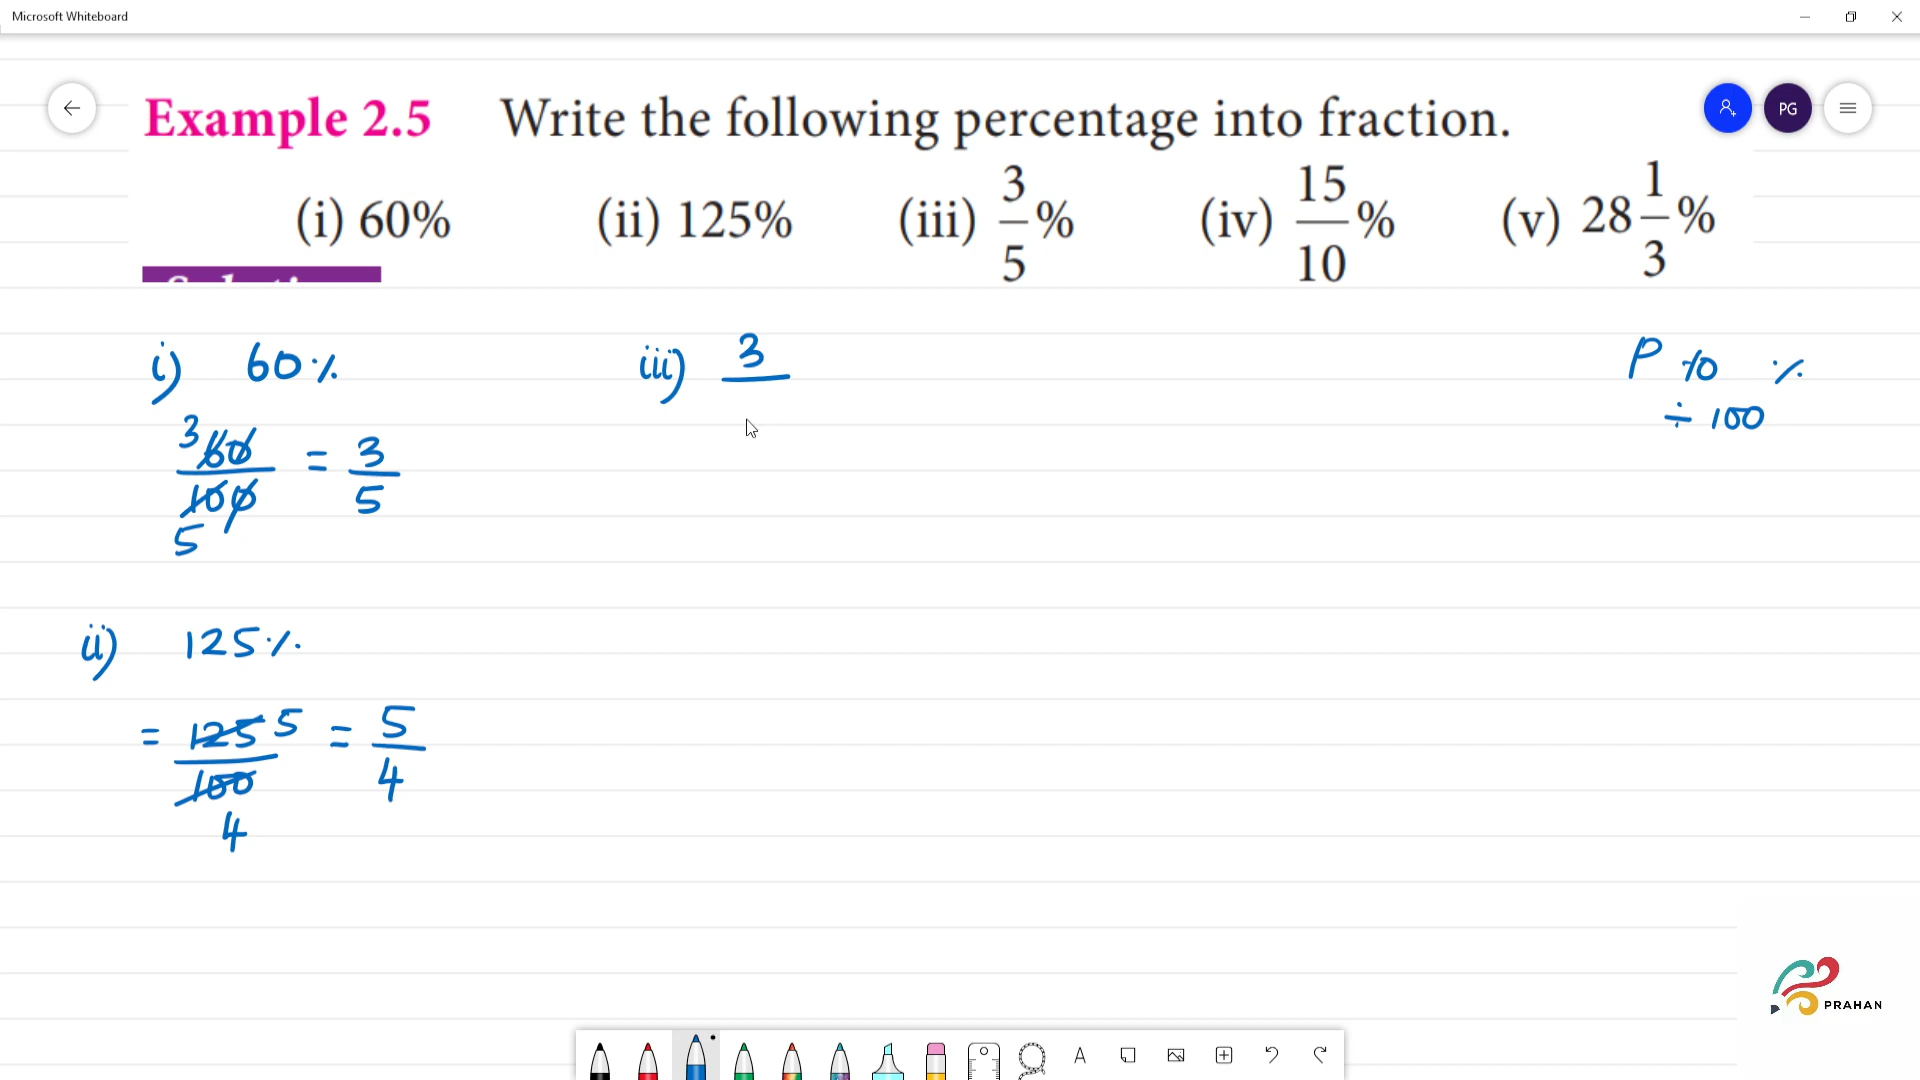 Microsoft Whiteboard
Example 2.5 Write the following percentage into fraction.
(i) 60% (ii) 125% (iii) 3/5 % (iv) 15/10 % (v) 28 1/3 %
PG
i) 60%
3 60/100 5 = 3/5
ii) 125%
= 125 5/100 4 = 5/4
iii) 3
P to %
÷ 100
PRAHAN
A